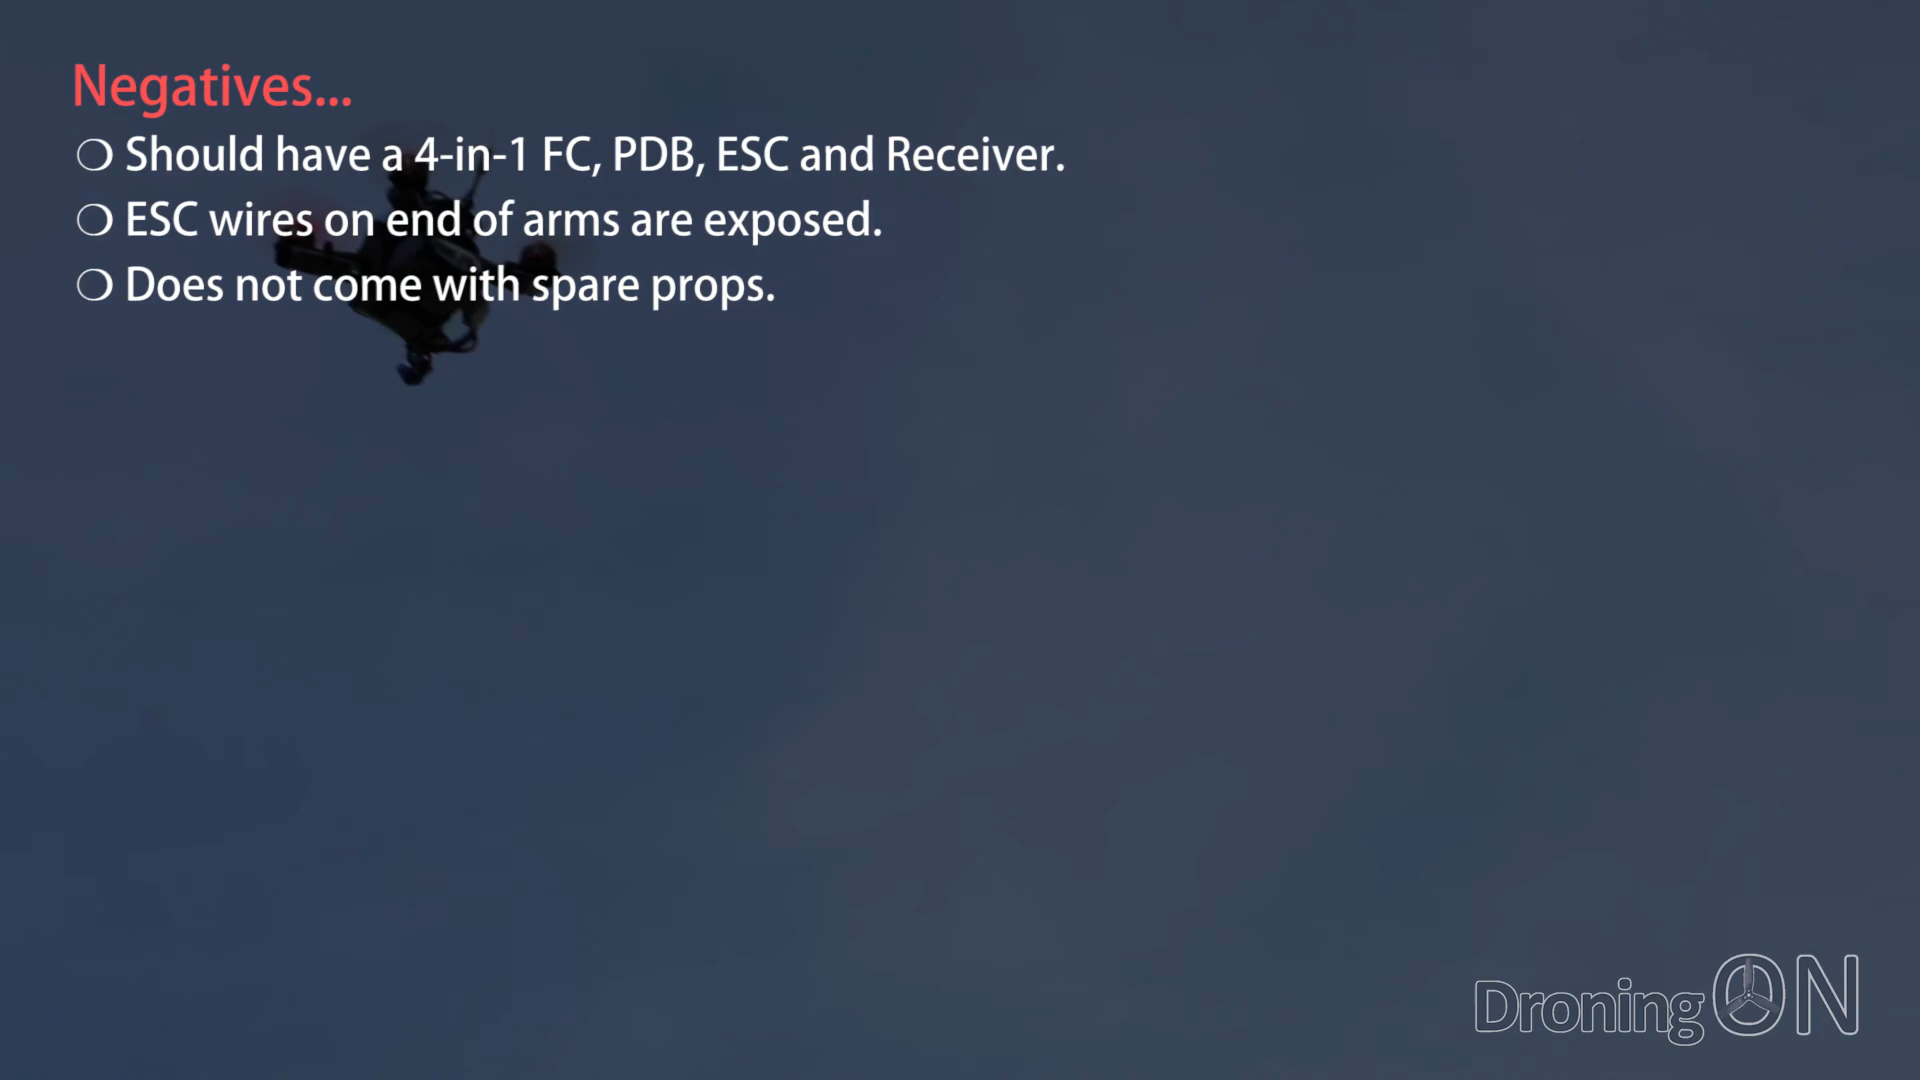 Negatives...
❍ Should have a 4-in-1 FC, PDB, ESC and Receiver.
❍ ESC wires on end of arms are exposed.
❍ Does not come with spare props.
DroningON